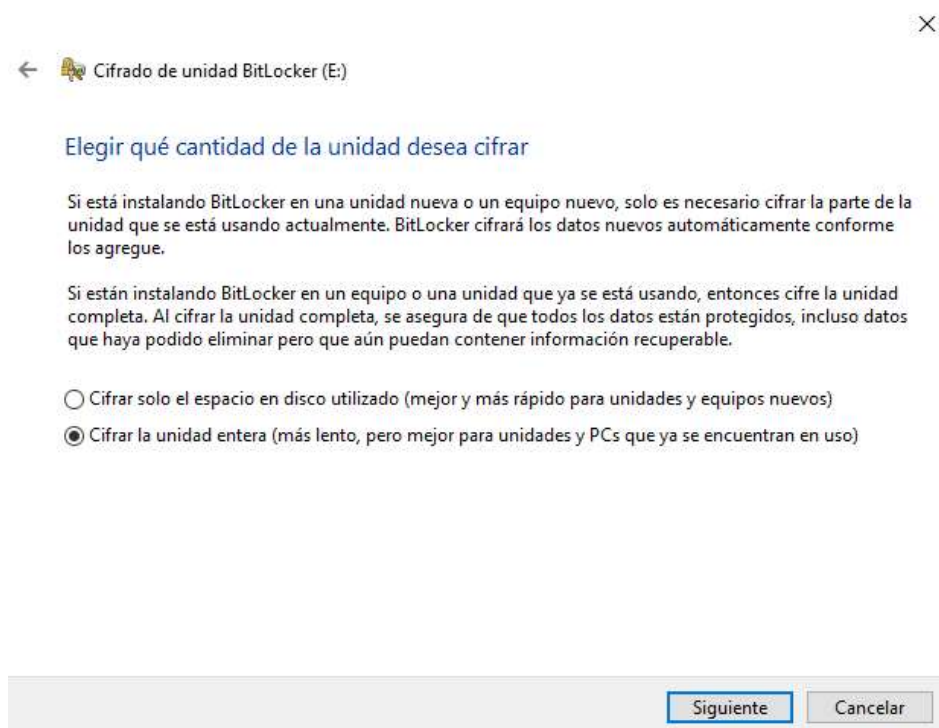 Cifrado de unidad BitLocker (E:)
Elegir qué cantidad de la unidad desea cifrar
Si está instalando BitLocker en una unidad nueva o un equipo nuevo, solo es necesario cifrar la parte de la
unidad que se está usando actualmente. BitLocker cifrará los datos nuevos automáticamente conforme
los agregue.
Si están instalando BitLocker en un equipo o una unidad que ya se está usando, entonces cifre la unidad
completa. Al cifrar la unidad completa, se asegura de que todos los datos están protegidos, incluso datos
que haya podido eliminar pero que aún puedan contener información recuperable.
Cifrar solo el espacio en disco utilizado (mejor y más rápido para unidades y equipos nuevos)
Cifrar la unidad entera (más lento, pero mejor para unidades y PCs que ya se encuentran en uso)
Siguiente Cancelar